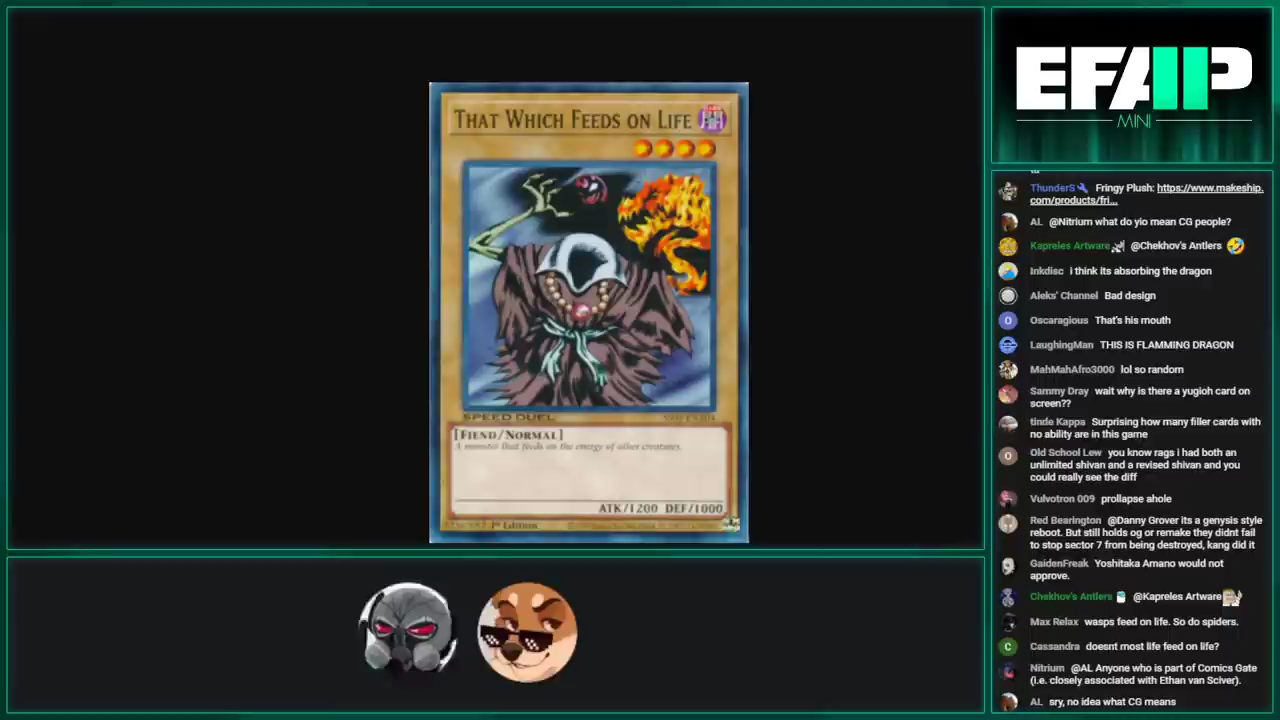 THAT WHICH FEEDS ON LIFE
SPEED DUEL
[FIEND/NORMAL]
A monster that feeds on the energy of other creatures.
ATK/1200 DEF/1000
1st Edition
EFAP
MINI
ThunderS Fringy Plush: https://www.makeship.
com/products/fri...
AL @Nitrium what do yio mean CG people?
Kapreles Artware @Chekhov's Antlers 🤣
Inkdisc i think its absorbing the dragon
Aleks' Channel Bad design
Oscaragious That's his mouth
LaughingMan THIS IS FLAMMING DRAGON
MahMahAfro3000 lol so random
Sammy Dray wait why is there a yugioh card on
screen??
tinde Kappa Surprising how many filler cards with
no ability are in this game
Old School Lew you know rags i had both an
unlimited shivan and a revised shivan and you
could really see the diff
Vulvotron 009 prollapse ahole
Red Bearington @Danny Grover its a genysis style
reboot. But still holds og or remake they didnt fail
to stop sector 7 from being destroyed, kang did it
GaidenFreak Yoshitaka Amano would not
approve.
Chekhov's Antlers @Kapreles Artware
Max Relax wasps feed on life. So do spiders.
C Cassandra doesnt most life feed on life?
Nitrium @AL Anyone who is part of Comics Gate
(i.e. closely associated with Ethan van Sciver).
AL sry, no idea what CG means